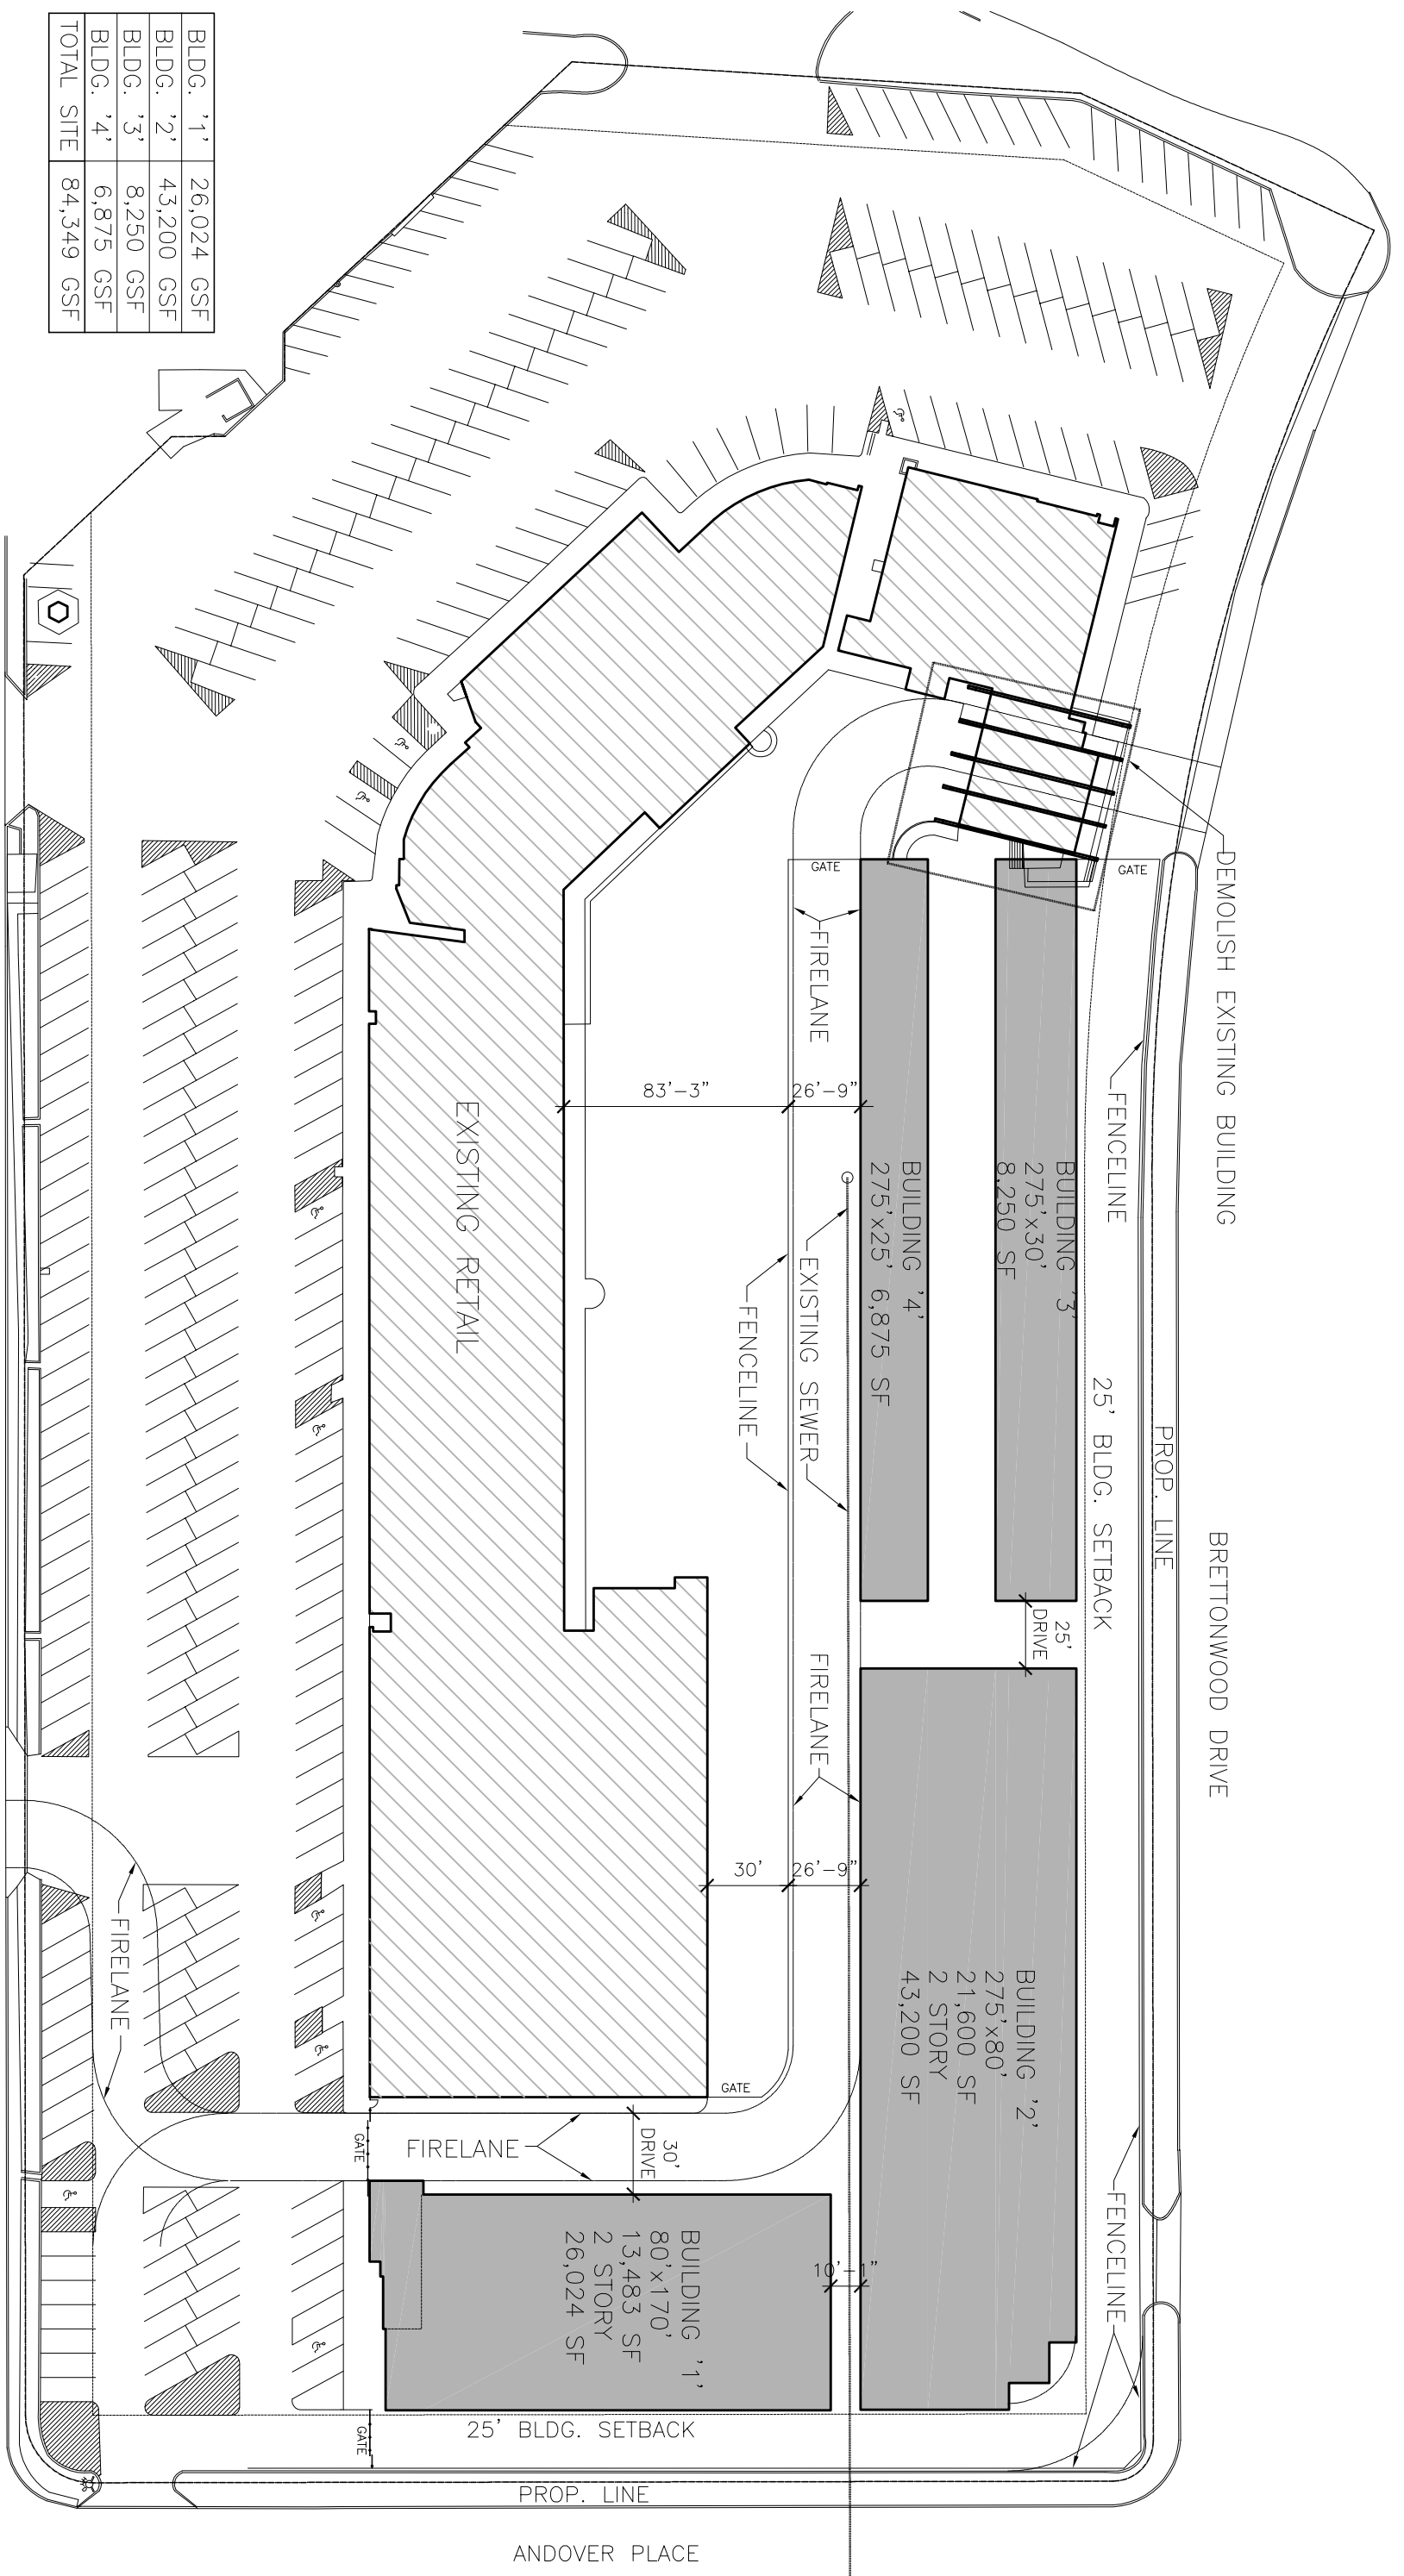 BLDG. '1' 26,024 GSF
BLDG. '2' 43,200 GSF
BLDG. '3' 8,250 GSF
BLDG. '4' 6,875 GSF
TOTAL SITE 84,349 GSF
DEMOLISH EXISTING BUILDING
GATE
GATE
FIRELANE
FENCELINE
83'-3"
26'-9"
EXISTING RETAIL
BUILDING '3'
275'x30'
8,250 SF
BUILDING '4'
275'x25' 6,875 SF
EXISTING SEWER
FENCELINE
25' BLDG. SETBACK
PROP. LINE
BRETTONWOOD DRIVE
25'
DRIVE
FIRELANE
30'
26'-9"
BUILDING '2'
275'x80'
21,600 SF
2 STORY
43,200 SF
FIRELANE
GATE
GATE
FIRELANE
30'
DRIVE
FENCELINE
BUILDING '1'
80'x170'
13,483 SF
2 STORY
26,024 SF
10'-1"
25' BLDG. SETBACK
GATE
PROP. LINE
ANDOVER PLACE